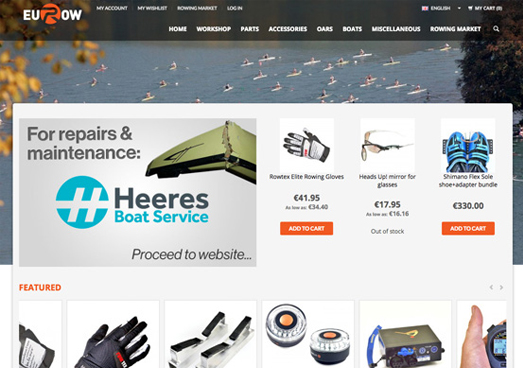 EUROW
MY ACCOUNT MY WISHLIST ROWING MARKET LOG IN
ENGLISH MY CART (0)
HOME WORKSHOP PARTS ACCESSORIES OARS BOATS MISCELLANEOUS ROWING MARKET
For repairs &
maintenance:
Heeres
Boat Service
Proceed to website...
Rowtex Elite Rowing Gloves
€41.95
As low as: €34.40
ADD TO CART
Heads Up! mirror for
glasses
€17.95
As low as: €16.16
Out of stock
Shimano Flex Sole
shoe+adapter bundle
€330.00
ADD TO CART
FEATURED